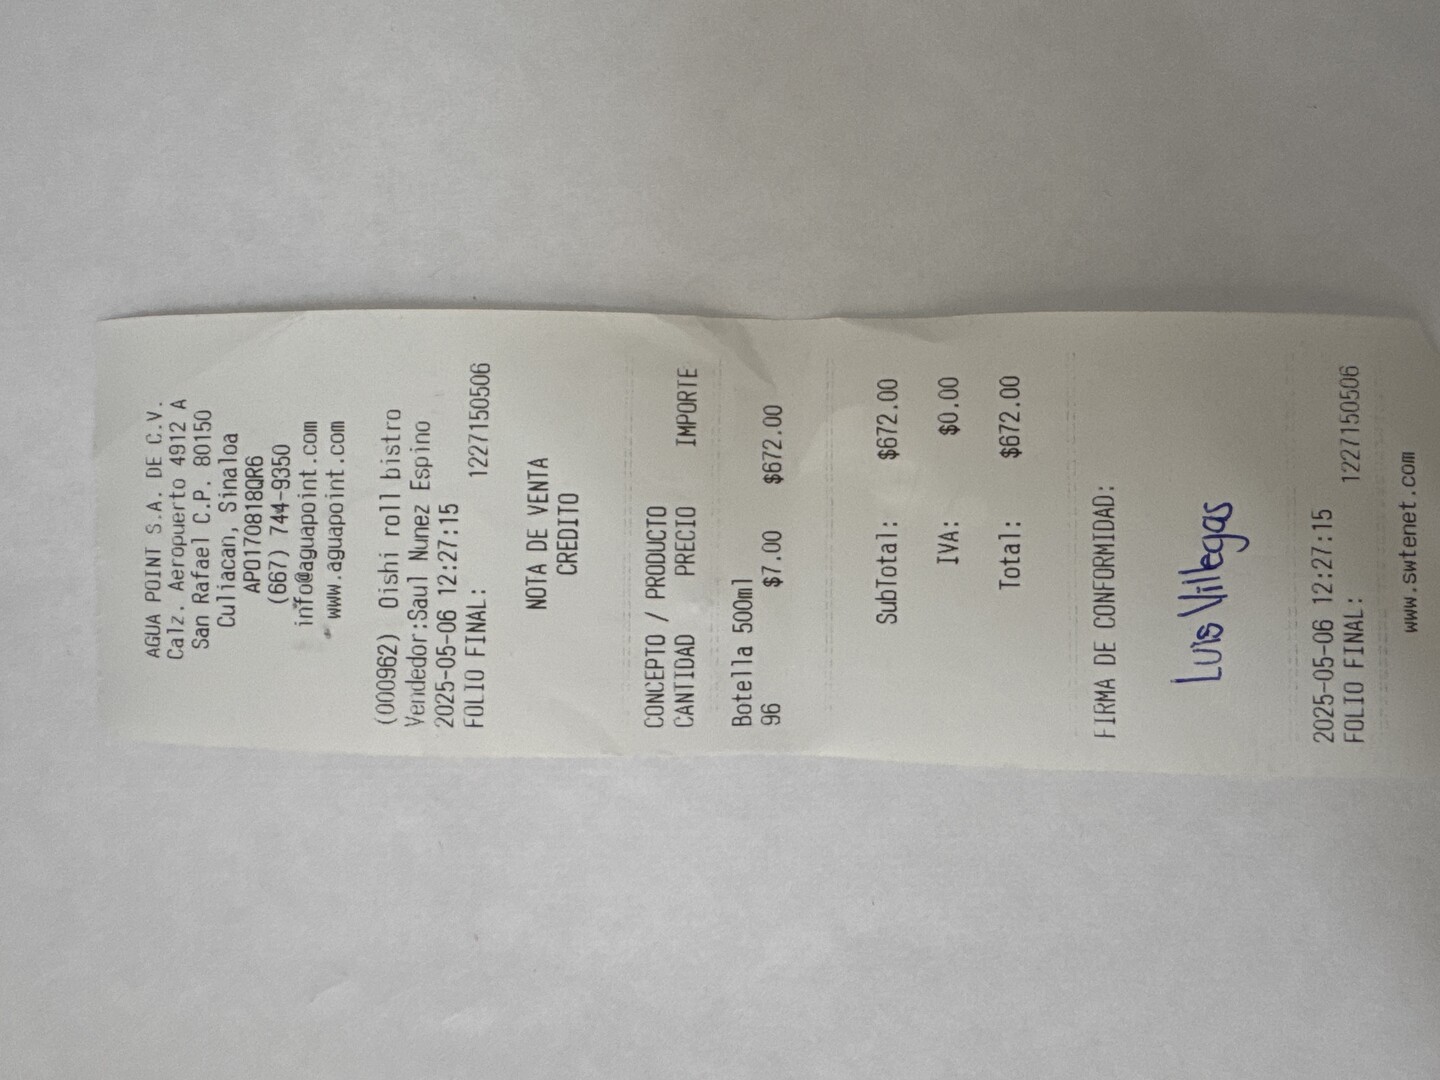 AGUA POINT S.A. DE C.V.
Calz. Aeropuerto 4912 A
San Rafael C.P. 80150
Culiacan, Sinaloa
APO170818QR6
(667) 744-9350
info@aguapoint.com
www.aguapoint.com
(000962) Oishi roll bistro
Vendedor:Saul Nunez Espino
2025-05-06 12:27:15
FOLIO FINAL: 1227150506
NOTA DE VENTA
CREDITO
CONCEPTO / PRODUCTO
CANTIDAD PRECIO IMPORTE
Botella 500ml
96 $7.00 $672.00
SubTotal: $672.00
IVA: $0.00
Total: $672.00
FIRMA DE CONFORMIDAD:
Luis Villegas
2025-05-06 12:27:15
FOLIO FINAL: 1227150506
www.swtenet.com